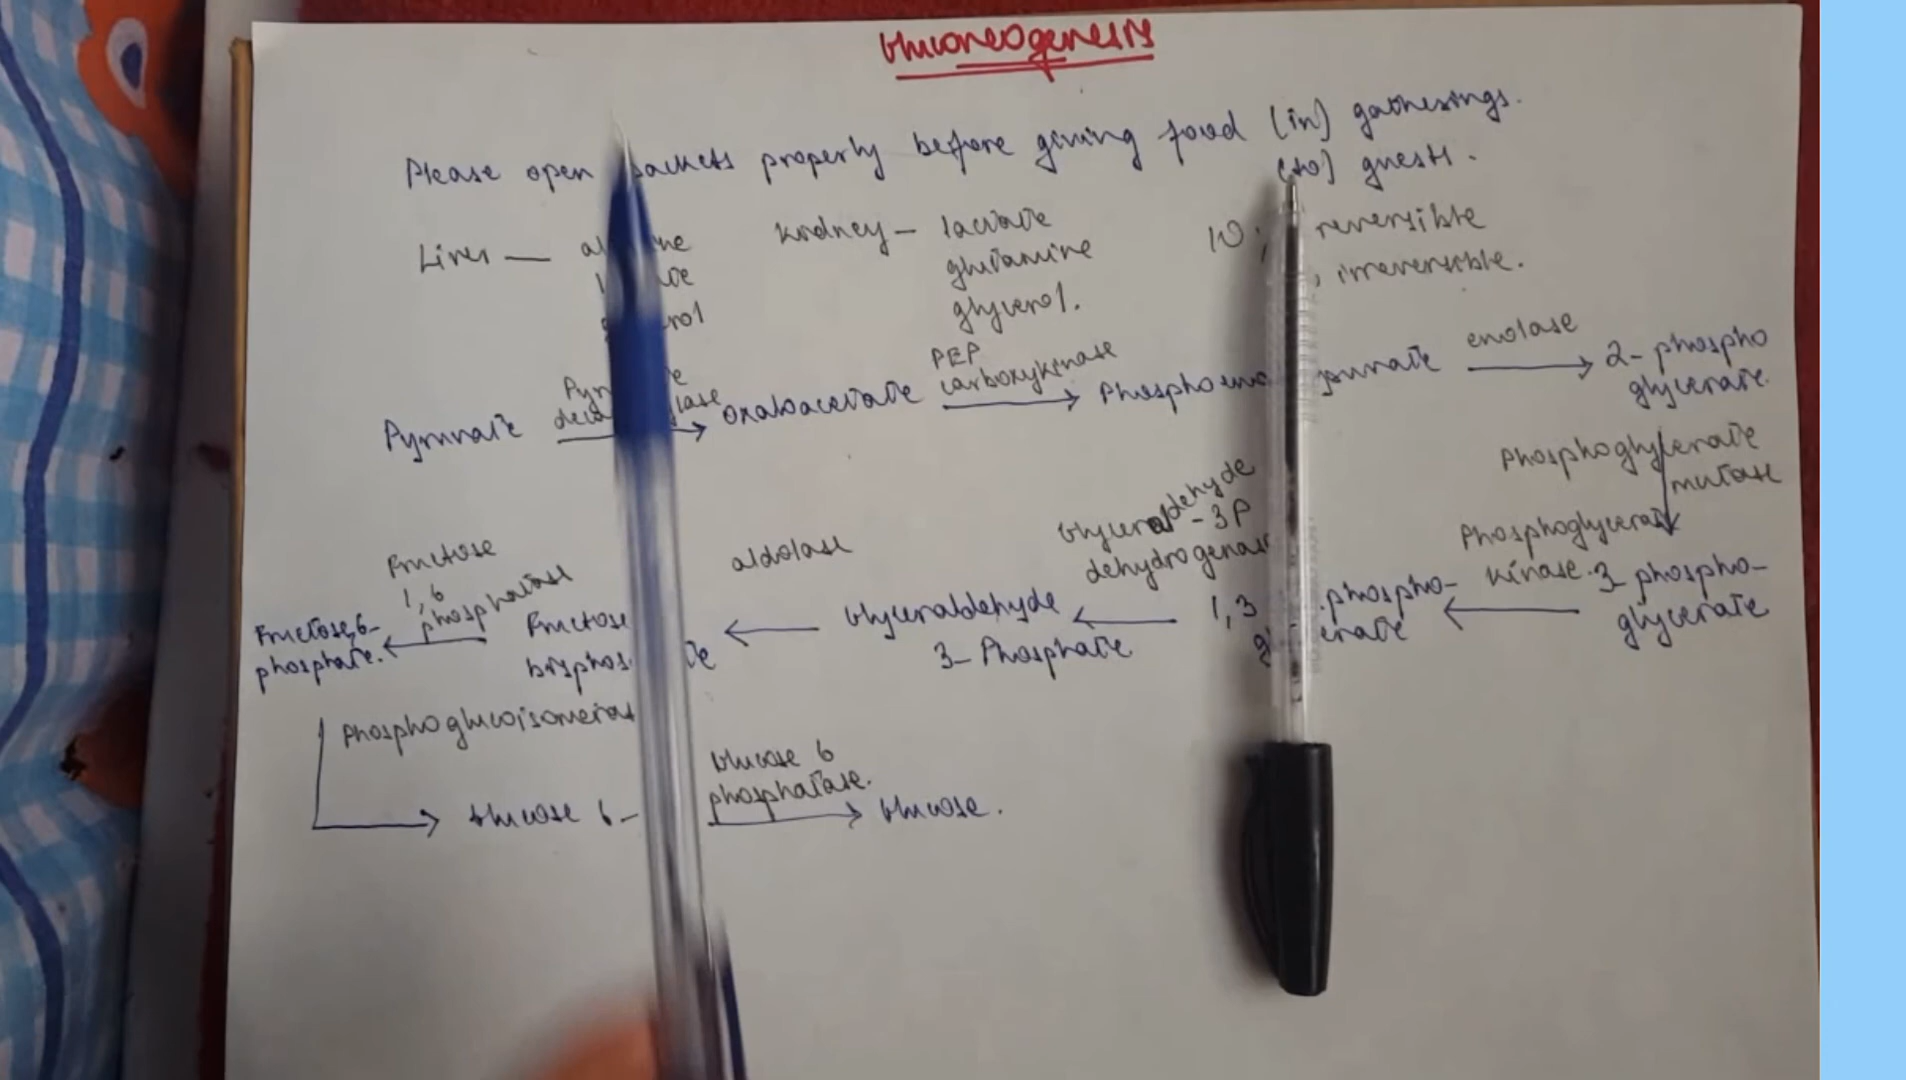 Gluconeogenesis
Please open packets properly before giving food (in) gatherings.
(to) guests.
Liver —
Kidney — lactate
glutamine
glycerol.
10; reversible
, irreversible.
Pyruvate
oxaloacetate
PEP
carboxykinase
enolase
2- phospho
glycerate.
Phosphoglycerate
mutase
3- phospho-
glycerate
Phosphoglycerate
kinase.
1,3 phospho-
Glyceraldehyde
- 3P
dehydrogenase
Glyceraldehyde
3- Phosphate
aldolase
Fructose
Fructose
1,6
phosphatase
Fructose 6-
phosphate.
Phosphoglucoisomerase
Glucose 6-
Glucose 6
phosphatase.
Glucose.